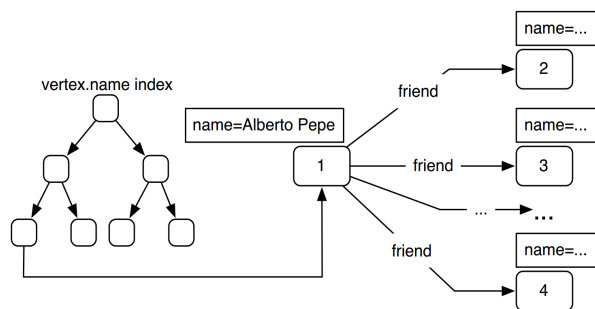 name=...
2
vertex.name index
friend
name=Alberto Pepe
name=...
1
friend
3
...
...
friend
name=...
4